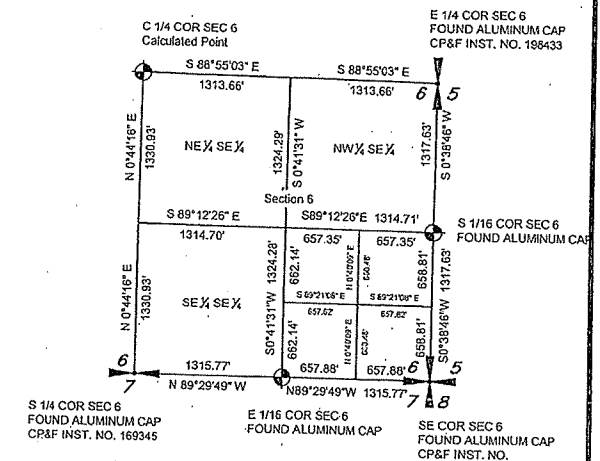 C 1/4 COR SEC 6
Calculated Point
E 1/4 COR SEC 6
FOUND ALUMINUM CAP
CP&F INST. NO. 198433
S 88°55'03" E
1313.66'
S 88°55'03" E
1313.66'
6 5
N 0°44'16" E
1330.93'
NE¼ SE¼
1324.29'
S 0°41'31" W
NW¼ SE¼
1317.63'
S 0°38'46" W
Section 6
S 89°12'26" E
1314.70'
S89°12'26" E 1314.71'
657.35'
657.35'
S 1/16 COR SEC 6
FOUND ALUMINUM CAP
N 0°44'16" E
1330.93'
SE¼ SE¼
S0°41'31"W 1324.28'
662.14'
662.14'
S 89°21'08" E
657.62'
S 89°21'08" E
657.62'
658.81'
658.81'
S0°38'46"W 1317.63'
6
7
1315.77'
N 89°29'49" W
657.88'
657.88'
N89°29'49" W 1315.77'
6 5
7 8
S 1/4 COR SEC 6
FOUND ALUMINUM CAP
CP&F INST. NO. 169345
E 1/16 COR SEC 6
FOUND ALUMINUM CAP
SE COR SEC 6
FOUND ALUMINUM CAP
CP&F INST. NO.